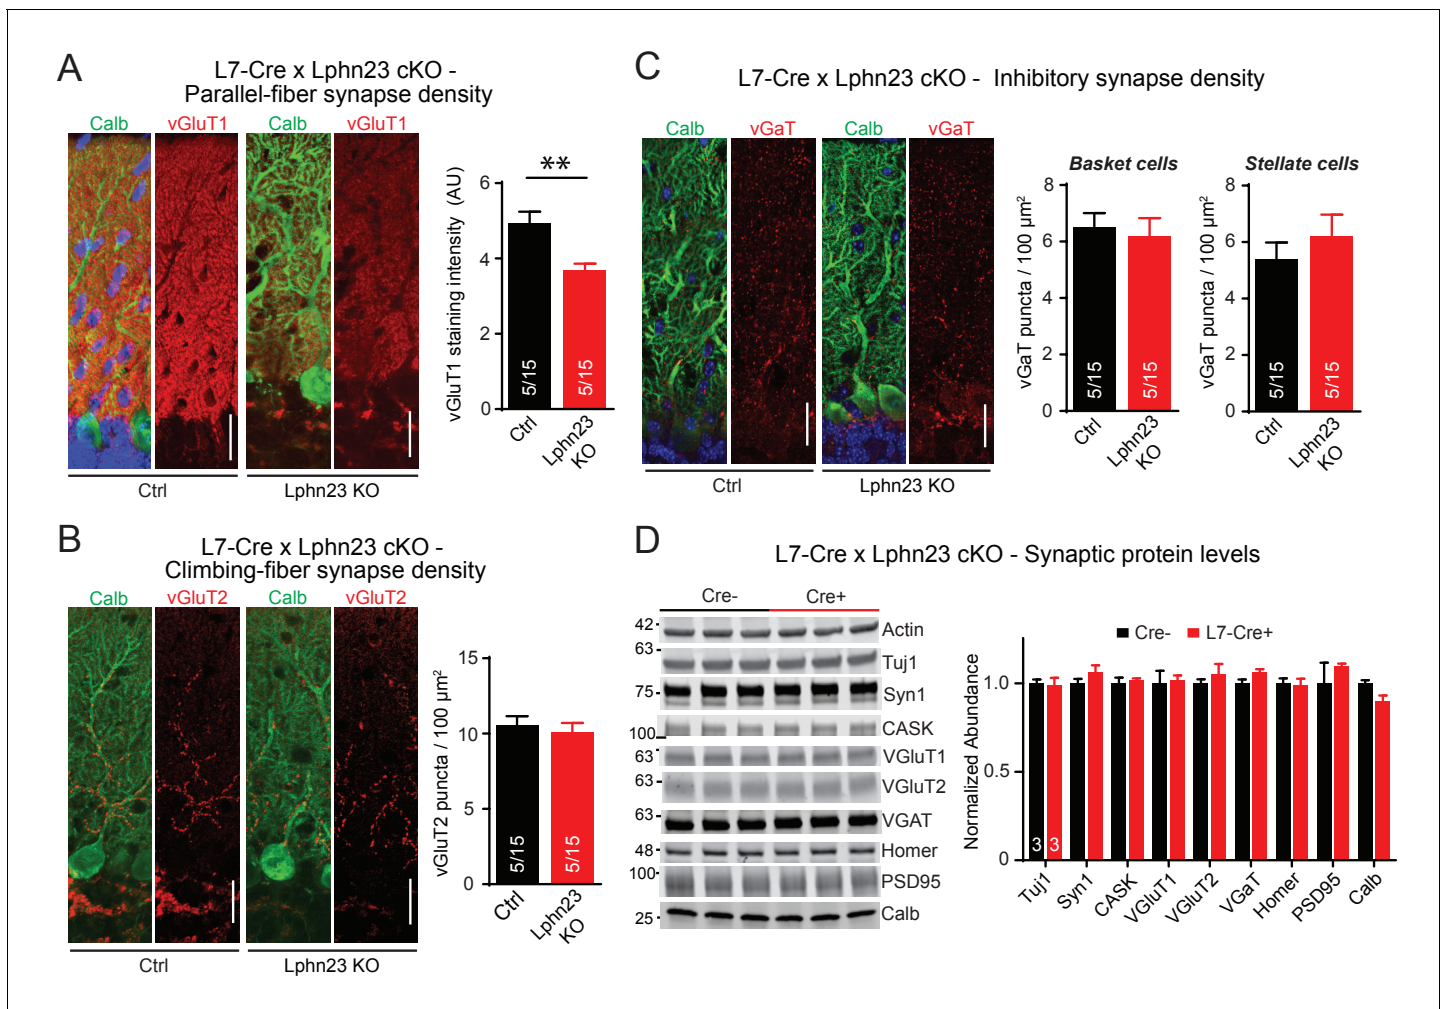 A
L7-Cre x Lphn23 cKO -
Parallel-fiber synapse density
Calb vGluT1 Calb vGluT1
Ctrl Lphn23 KO
vGluT1 staining intensity (AU)
6
4
2
0
**
5/15 5/15
Ctrl Lphn23 KO
B
L7-Cre x Lphn23 cKO -
Climbing-fiber synapse density
Calb vGluT2 Calb vGluT2
Ctrl Lphn23 KO
vGluT2 puncta / 100 µm²
15
10
5
0
5/15 5/15
Ctrl Lphn23 KO
C
L7-Cre x Lphn23 cKO - Inhibitory synapse density
Calb vGaT Calb vGaT
Ctrl Lphn23 KO
Basket cells
vGaT puncta / 100 µm²
8
6
4
2
0
5/15 5/15
Ctrl Lphn23 KO
Stellate cells
vGaT puncta / 100 µm²
8
6
4
2
0
5/15 5/15
Ctrl Lphn23 KO
D
L7-Cre x Lphn23 cKO - Synaptic protein levels
Cre- Cre+
42 Actin
63 Tuj1
75 Syn1
100 CASK
63 VGluT1
63 VGluT2
63 VGAT
48 Homer
100 PSD95
25 Calb
Cre- L7-Cre+
Normalized Abundance
1.0
0.5
0
3 3
Tuj1 Syn1 CASK VGluT1 VGluT2 VGaT Homer PSD95 Calb